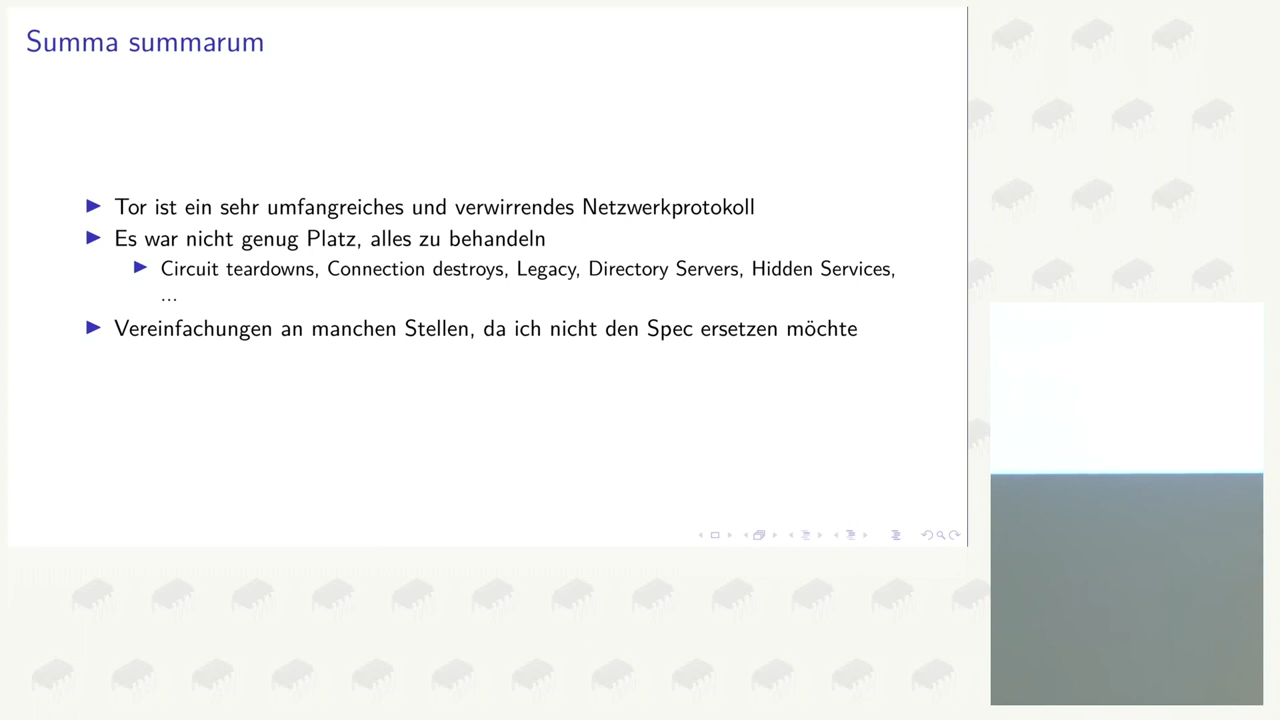 Summa summarum
Tor ist ein sehr umfangreiches und verwirrendes Netzwerkprotokoll
Es war nicht genug Platz, alles zu behandeln
Circuit teardowns, Connection destroys, Legacy, Directory Servers, Hidden Services,
...
Vereinfachungen an manchen Stellen, da ich nicht den Spec ersetzen möchte